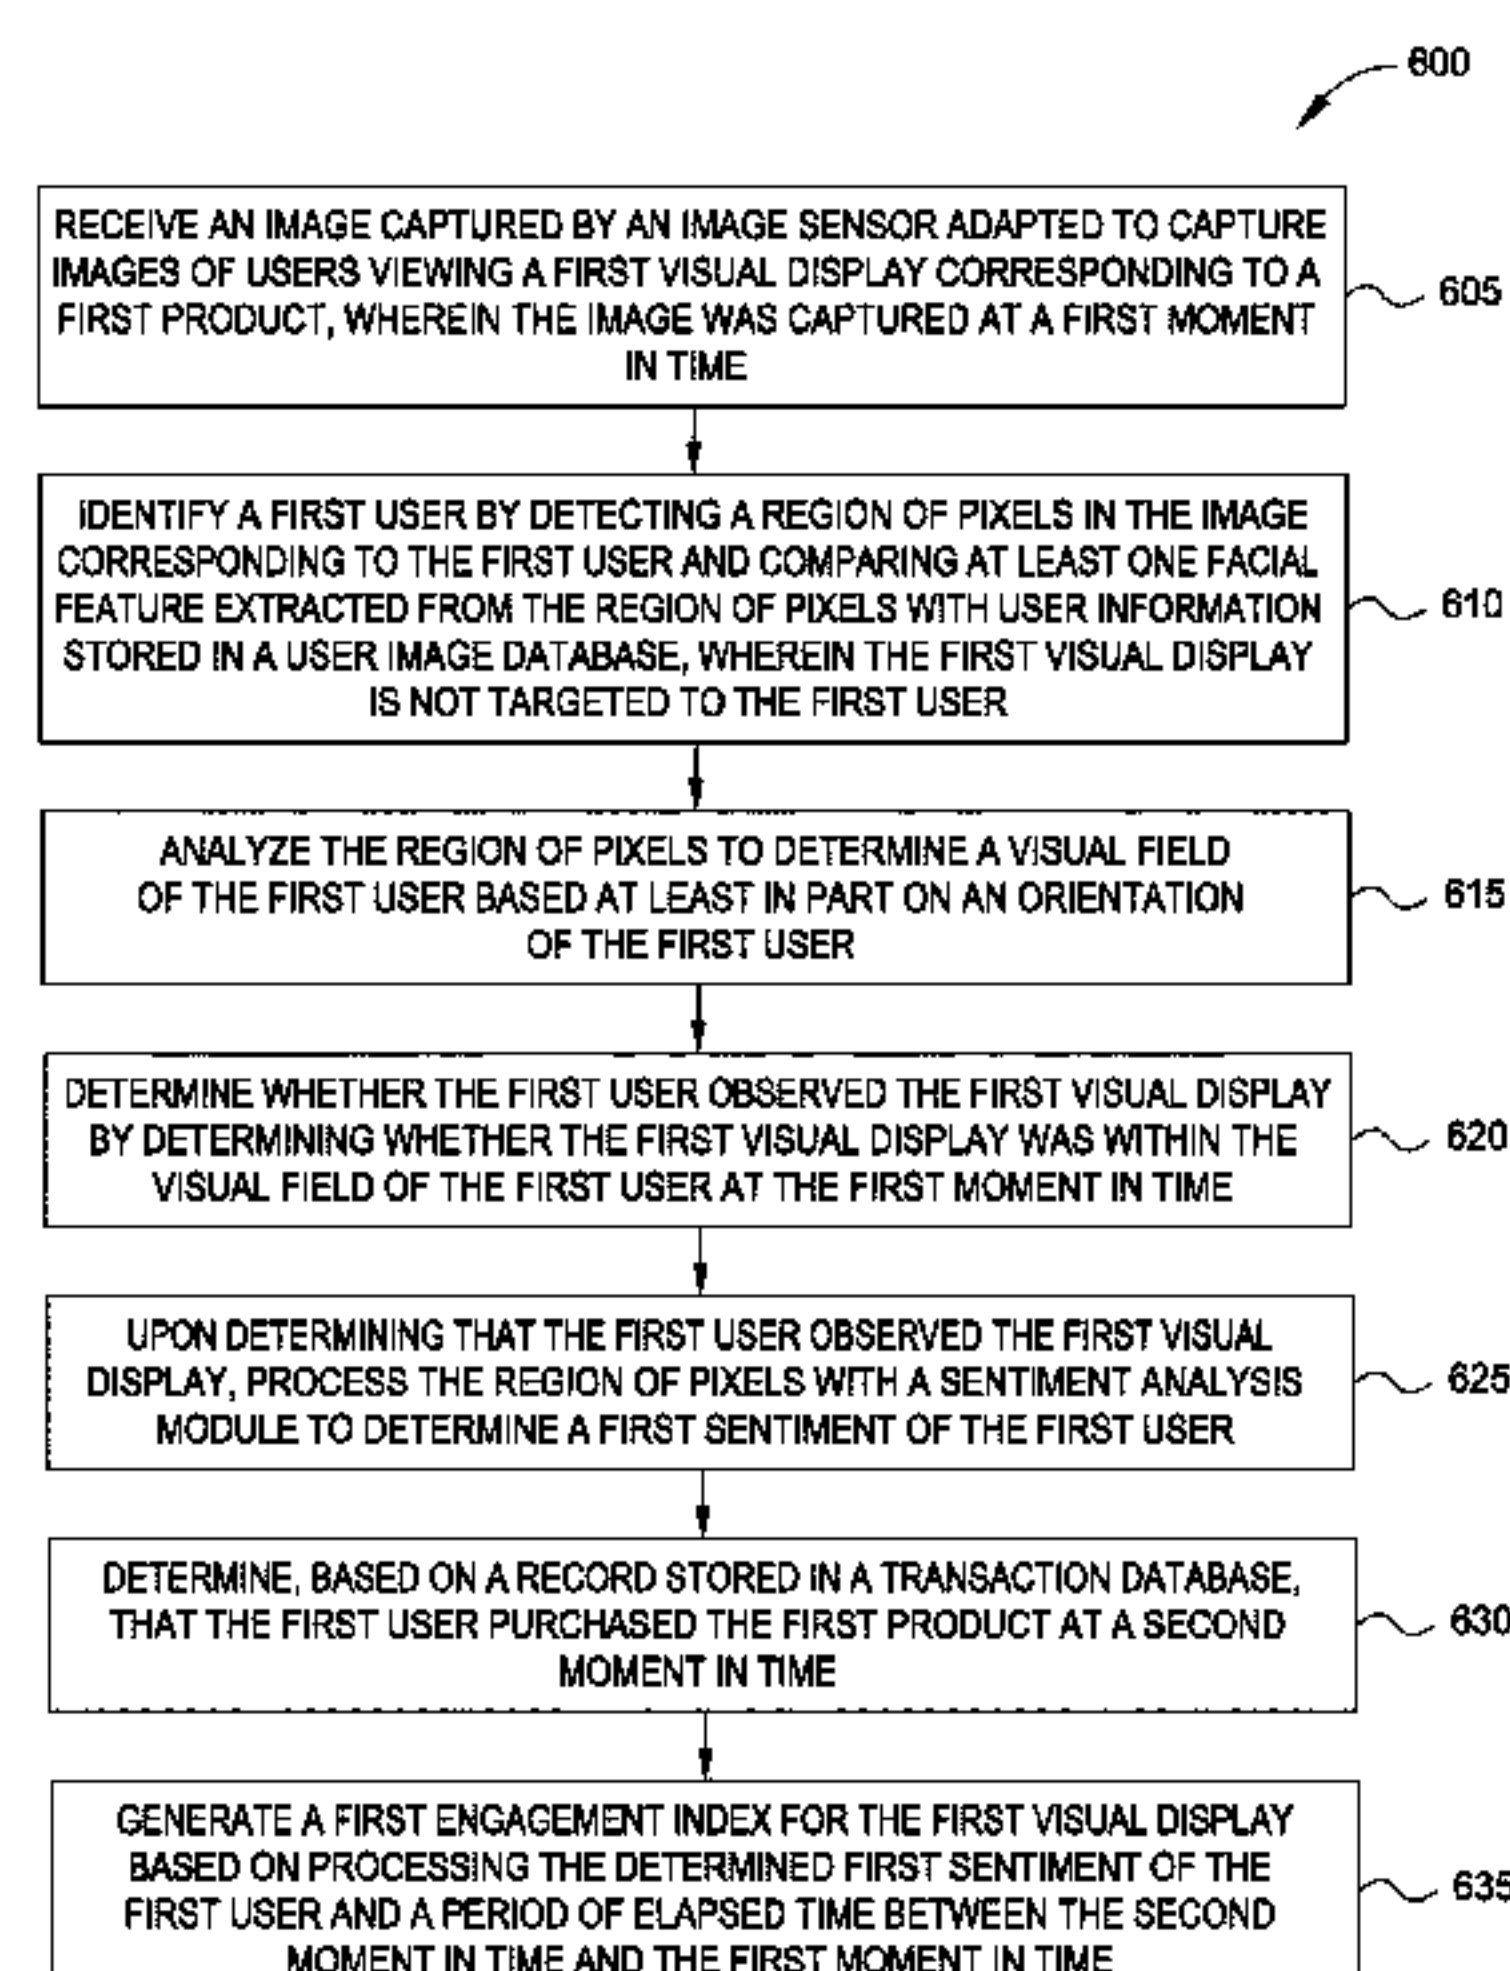 600
RECEIVE AN IMAGE CAPTURED BY AN IMAGE SENSOR ADAPTED TO CAPTURE
IMAGES OF USERS VIEWING A FIRST VISUAL DISPLAY CORRESPONDING TO A
FIRST PRODUCT, WHEREIN THE IMAGE WAS CAPTURED AT A FIRST MOMENT
IN TIME
605
IDENTIFY A FIRST USER BY DETECTING A REGION OF PIXELS IN THE IMAGE
CORRESPONDING TO THE FIRST USER AND COMPARING AT LEAST ONE FACIAL
FEATURE EXTRACTED FROM THE REGION OF PIXELS WITH USER INFORMATION
STORED IN A USER IMAGE DATABASE, WHEREIN THE FIRST VISUAL DISPLAY
IS NOT TARGETED TO THE FIRST USER
610
ANALYZE THE REGION OF PIXELS TO DETERMINE A VISUAL FIELD
OF THE FIRST USER BASED AT LEAST IN PART ON AN ORIENTATION
OF THE FIRST USER
615
DETERMINE WHETHER THE FIRST USER OBSERVED THE FIRST VISUAL DISPLAY
BY DETERMINING WHETHER THE FIRST VISUAL DISPLAY WAS WITHIN THE
VISUAL FIELD OF THE FIRST USER AT THE FIRST MOMENT IN TIME
620
UPON DETERMINING THAT THE FIRST USER OBSERVED THE FIRST VISUAL
DISPLAY, PROCESS THE REGION OF PIXELS WITH A SENTIMENT ANALYSIS
MODULE TO DETERMINE A FIRST SENTIMENT OF THE FIRST USER
625
DETERMINE, BASED ON A RECORD STORED IN A TRANSACTION DATABASE,
THAT THE FIRST USER PURCHASED THE FIRST PRODUCT AT A SECOND
MOMENT IN TIME
630
GENERATE A FIRST ENGAGEMENT INDEX FOR THE FIRST VISUAL DISPLAY
BASED ON PROCESSING THE DETERMINED FIRST SENTIMENT OF THE
FIRST USER AND A PERIOD OF ELAPSED TIME BETWEEN THE SECOND
MOMENT IN TIME AND THE FIRST MOMENT IN TIME
635